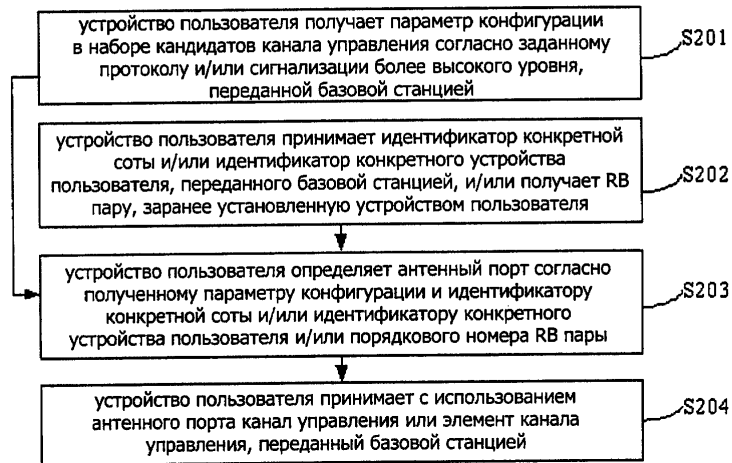 устройство пользователя получает параметр конфигурации
в наборе кандидатов канала управления согласно заданному
протоколу и/или сигнализации более высокого уровня,
переданной базовой станцией
S201
устройство пользователя принимает идентификатор конкретной
соты и/или идентификатор конкретного устройства
пользователя, переданного базовой станцией, и/или получает RB
пару, заранее установленную устройством пользователя
S202
устройство пользователя определяет антенный порт согласно
полученному параметру конфигурации и идентификатору
конкретной соты и/или идентификатору конкретного
устройства пользователя и/или порядкового номера RB пары
S203
устройство пользователя принимает с использованием
антенного порта канал управления или элемент канала
управления, переданный базовой станцией
S204